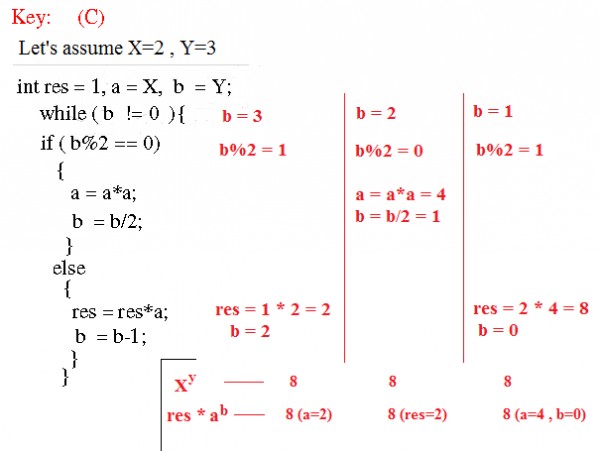 Key: (C)
Let's assume X=2 , Y=3
int res = 1, a = X, b = Y;
while ( b != 0 ){ b = 3 b = 2 b = 1
if ( b%2 == 0) b%2 = 1 b%2 = 0 b%2 = 1
{
a = a*a; a = a*a = 4
b = b/2; b = b/2 = 1
}
else
{
res = res*a; res = 1 * 2 = 2 res = 2 * 4 = 8
b = b-1; b = 2 b = 0
}
}
X^y —— 8 8 8
res * a^b —— 8 (a=2) 8 (res=2) 8 (a=4 , b=0)